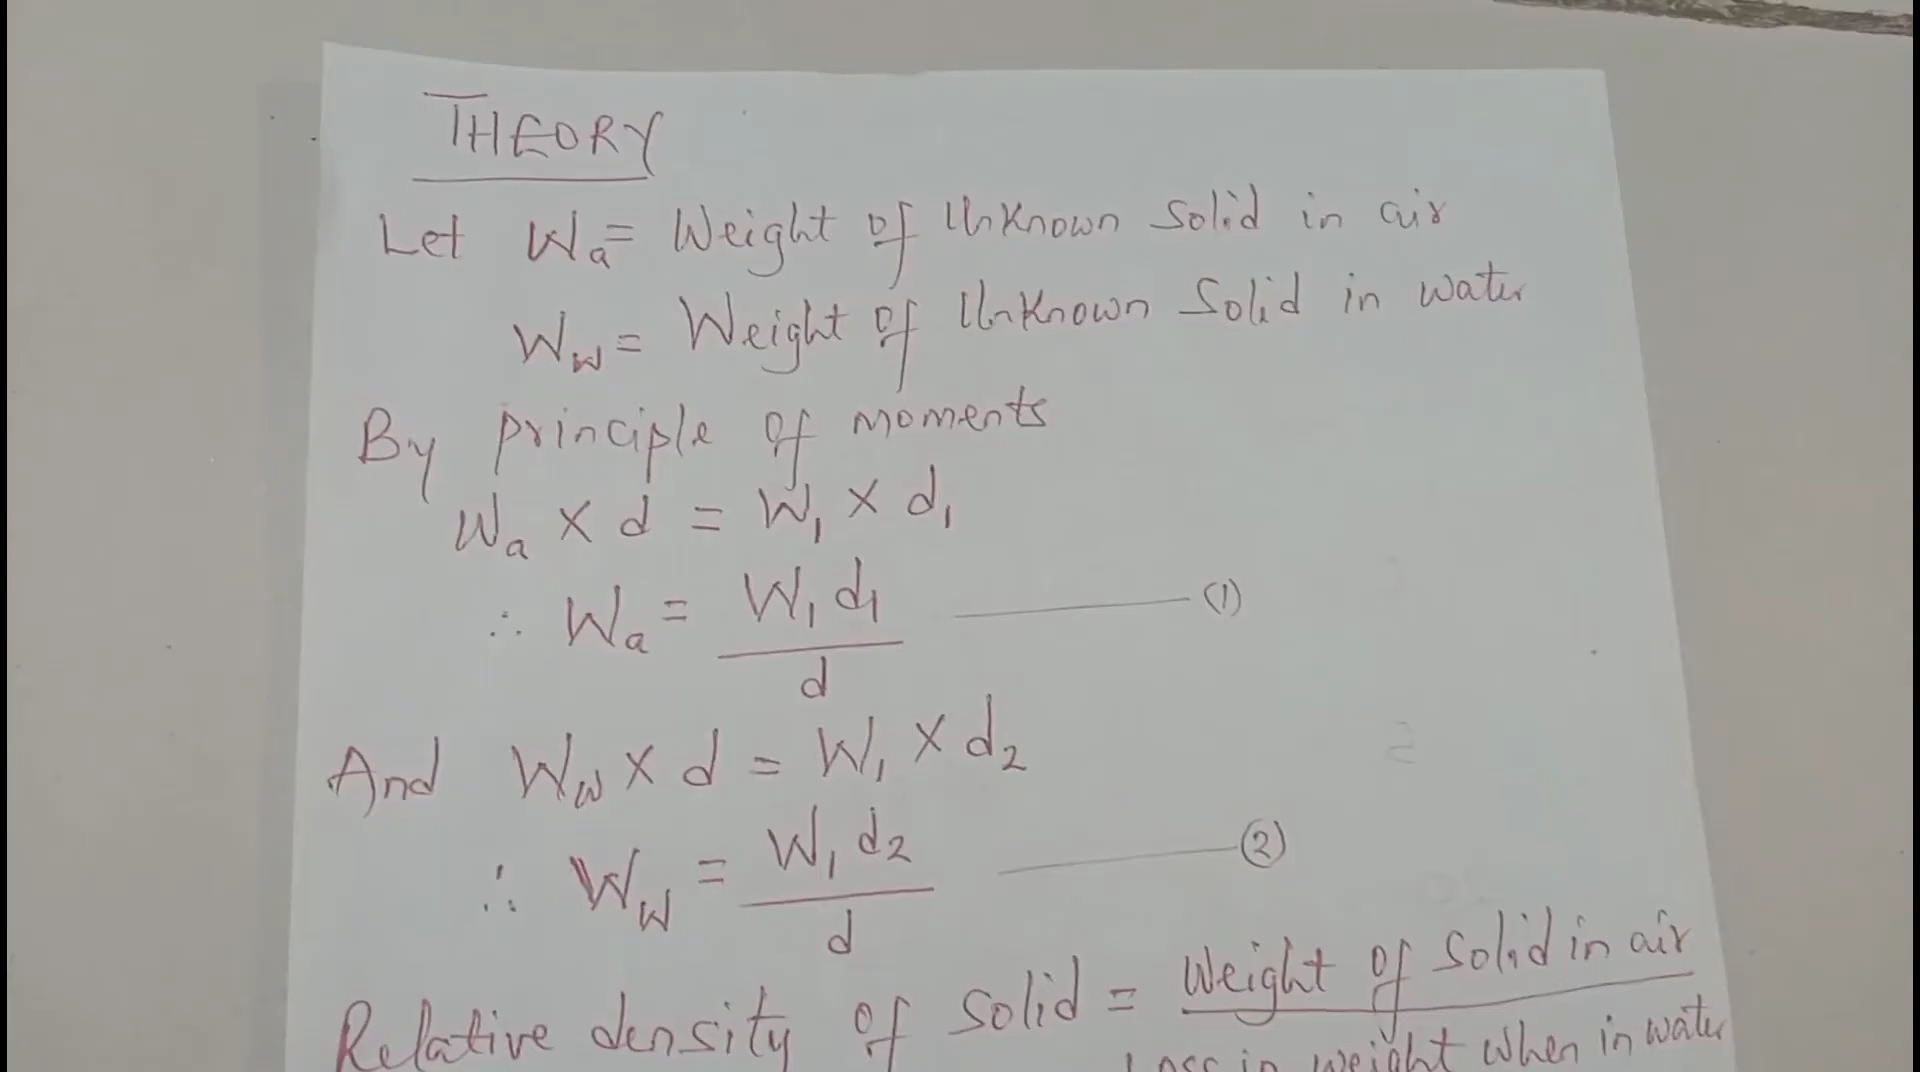 THEORY
Let Wa = Weight of Unknown Solid in air
Ww = Weight of Unknown Solid in water
By principle of moments
Wa × d = W₁ × d₁
∴ Wa = W₁ d₁ / d (1)
And Ww × d = W₁ × d₂
∴ Ww = W₁ d₂ / d (2)
Relative density of Solid = Weight of Solid in air
Loss in weight when in water